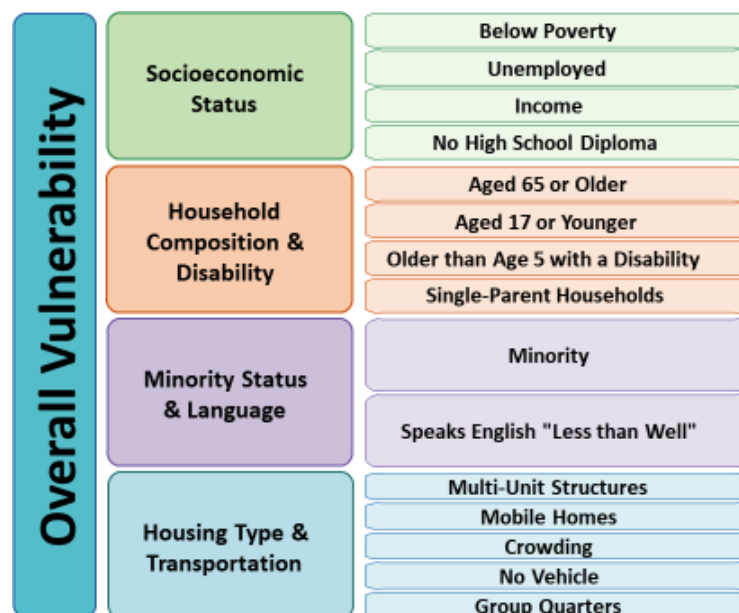 Overall Vulnerability
Socioeconomic
Status
Below Poverty
Unemployed
Income
No High School Diploma
Household
Composition &
Disability
Aged 65 or Older
Aged 17 or Younger
Older than Age 5 with a Disability
Single-Parent Households
Minority Status
& Language
Minority
Speaks English "Less than Well"
Housing Type &
Transportation
Multi-Unit Structures
Mobile Homes
Crowding
No Vehicle
Group Quarters